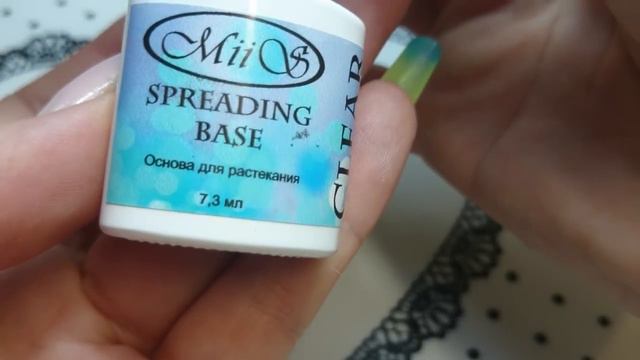 MiiS
SPREADING
BASE
Основа для растекания
7,3 мл
CLEAR